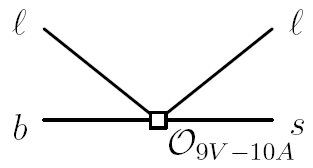 ℓ ℓ
b s
𝒪_{9V−10A}